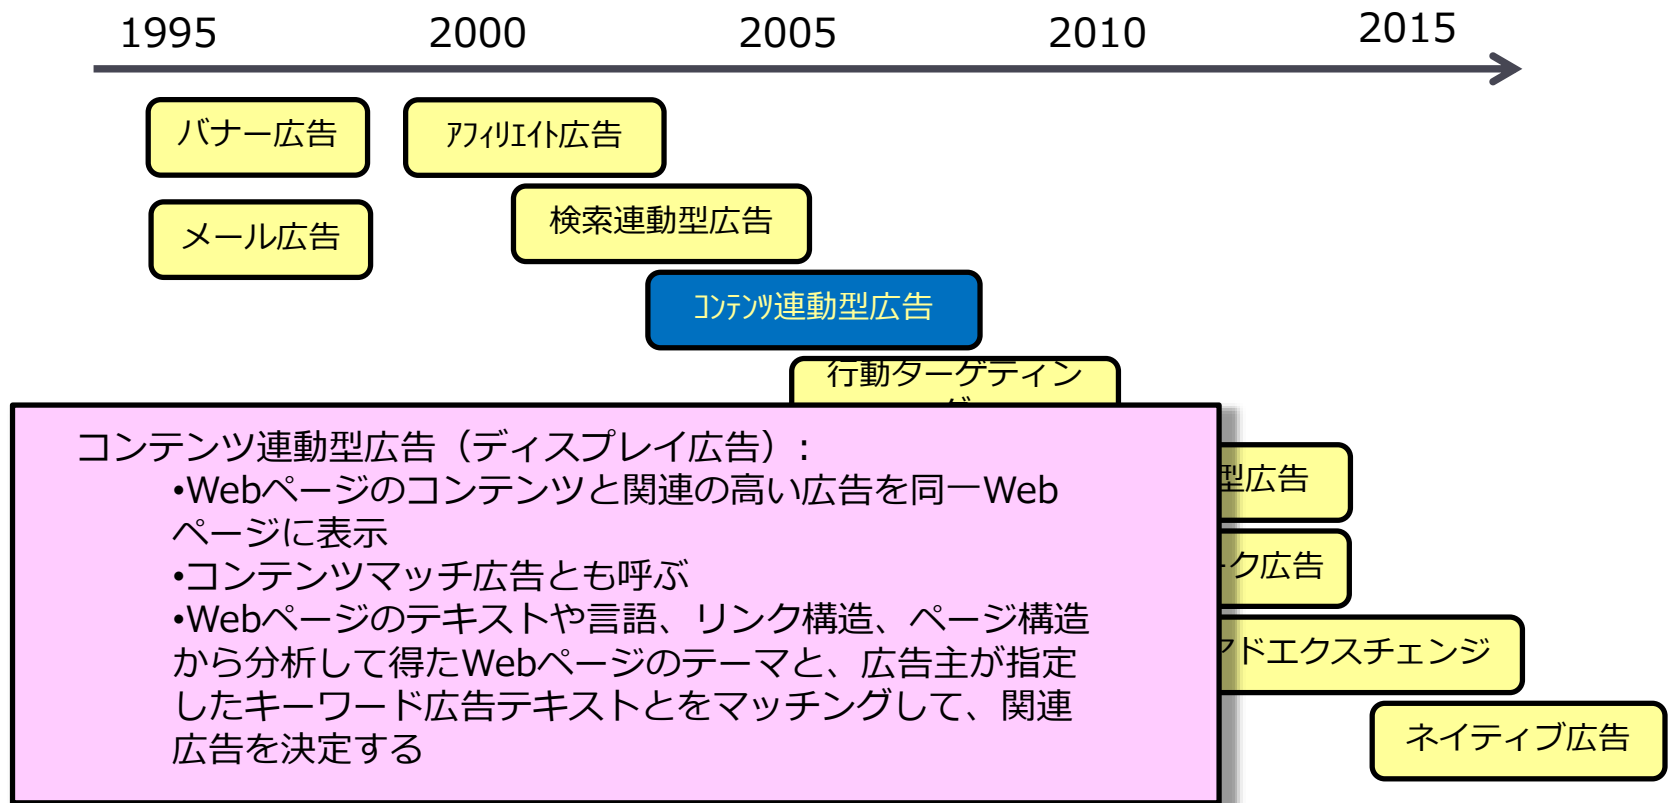 1995 2000 2005 2010 2015
バナー広告 ｱﾌｨﾘｴｲﾄ広告
メール広告 検索連動型広告
ｺﾝﾃﾝﾂ連動型広告
行動ターゲティン
コンテンツ連動型広告（ディスプレイ広告）:
•Webページのコンテンツと関連の高い広告を同一Web
ページに表示
•コンテンツマッチ広告とも呼ぶ
•Webページのテキストや言語、リンク構造、ページ構造
から分析して得たWebページのテーマと、広告主が指定
したキーワード広告テキストとをマッチングして、関連
広告を決定する
型広告
ク広告
ドエクスチェンジ
ネイティブ広告